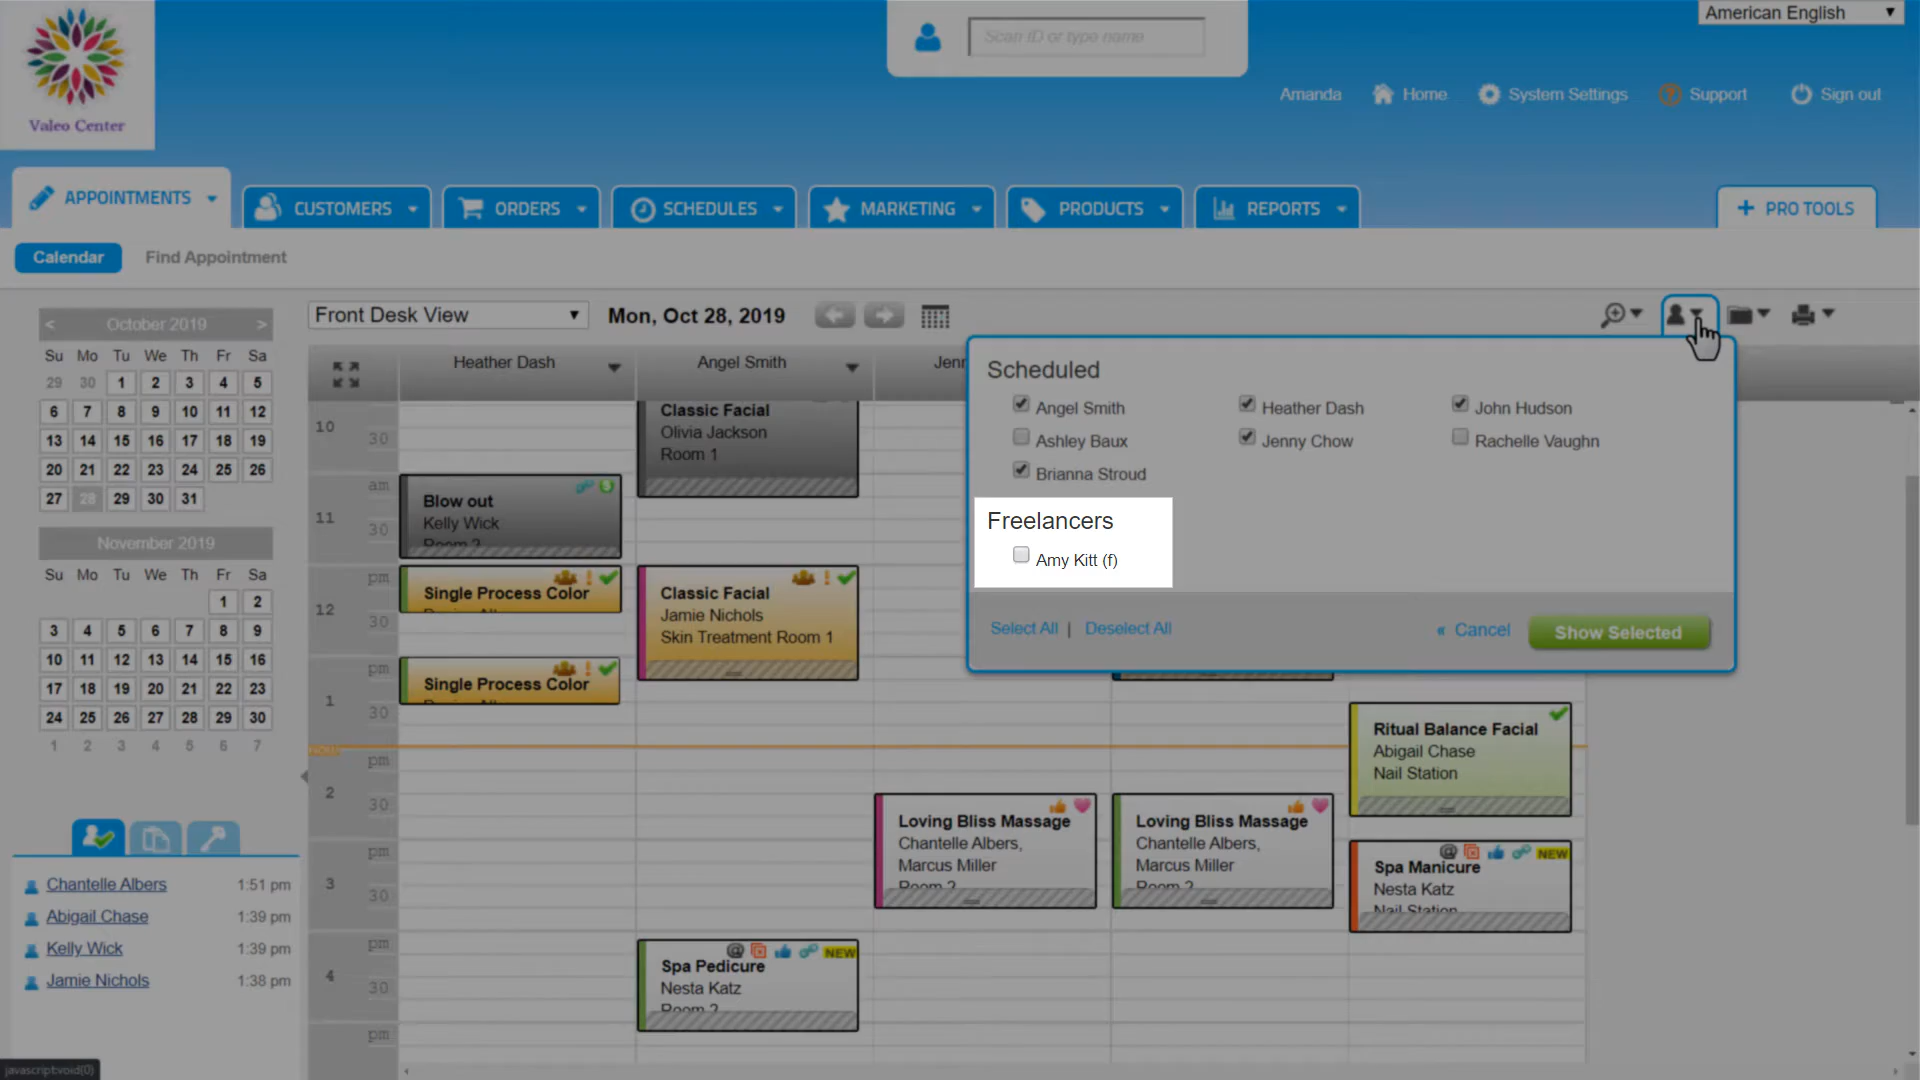 American English
Scan ID or type name
Valeo Center
Amanda Home System Settings Support Sign out
APPOINTMENTS CUSTOMERS ORDERS SCHEDULES MARKETING PRODUCTS REPORTS + PRO TOOLS
Calendar Find Appointment
Front Desk View Mon, Oct 28, 2019
< October 2019 >
Su Mo Tu We Th Fr Sa
29 30 1 2 3 4 5
6 7 8 9 10 11 12
13 14 15 16 17 18 19
20 21 22 23 24 25 26
27 28 29 30 31
November 2019
Su Mo Tu We Th Fr Sa
1 2
3 4 5 6 7 8 9
10 11 12 13 14 15 16
17 18 19 20 21 22 23
24 25 26 27 28 29 30
1 2 3 4 5 6 7
Chantelle Albers 1:51 pm
Abigail Chase 1:39 pm
Kelly Wick 1:39 pm
Jamie Nichols 1:38 pm
javascript:void(0)
Heather Dash Angel Smith
10 30
am
11 30
pm
12 30
pm
1 30
pm
2 30
pm
3 30
pm
4 30
pm
Blow out
Kelly Wick
Room 2
Single Process Color
Single Process Color
Classic Facial
Olivia Jackson
Room 1
Classic Facial
Jamie Nichols
Skin Treatment Room 1
NEW
Spa Pedicure
Nesta Katz
Room 2
Loving Bliss Massage
Chantelle Albers,
Marcus Miller
Room 2
Loving Bliss Massage
Chantelle Albers,
Marcus Miller
Room 2
Ritual Balance Facial
Abigail Chase
Nail Station
NEW
Spa Manicure
Nesta Katz
Nail Station
Scheduled
Angel Smith Heather Dash John Hudson
Ashley Baux Jenny Chow Rachelle Vaughn
Brianna Stroud
Freelancers
Amy Kitt (f)
Select All | Deselect All « Cancel Show Selected